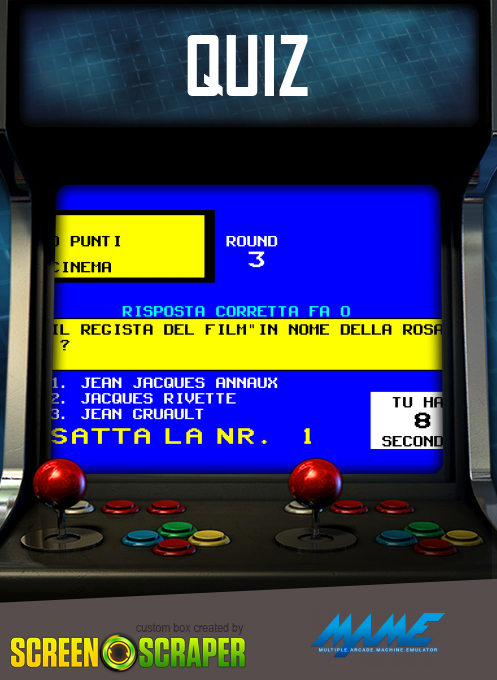 QUIZ
PUNTI
CINEMA
ROUND
3
RISPOSTA CORRETTA FA 0
IL REGISTA DEL FILM"IN NOME DELLA ROSA
?
1. JEAN JACQUES ANNAUX
2. JACQUES RIVETTE
3. JEAN GRUAULT
SATTA LA NR. 1
TU HA
8
SECOND
custom box created by
SCREEN SCRAPER
MAME
MULTIPLE ARCADE MACHINE EMULATOR